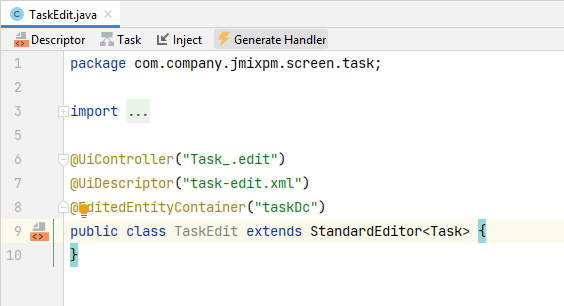 TaskEdit.java
Descriptor Task Inject Generate Handler
1 package com.company.jmixpm.screen.task;
2
3 import ...
5
6 @UiController("Task_.edit")
7 @UiDescriptor("task-edit.xml")
8 @EditedEntityContainer("taskDc")
9 public class TaskEdit extends StandardEditor<Task> {
10 }